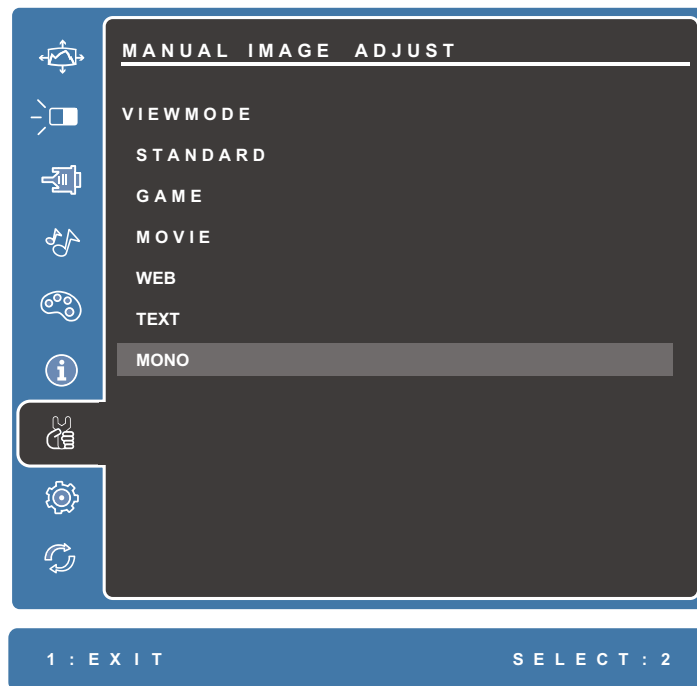 MANUAL IMAGE ADJUST
VIEWMODE
STANDARD
GAME
MOVIE
WEB
TEXT
MONO
1:EXIT
SELECT:2